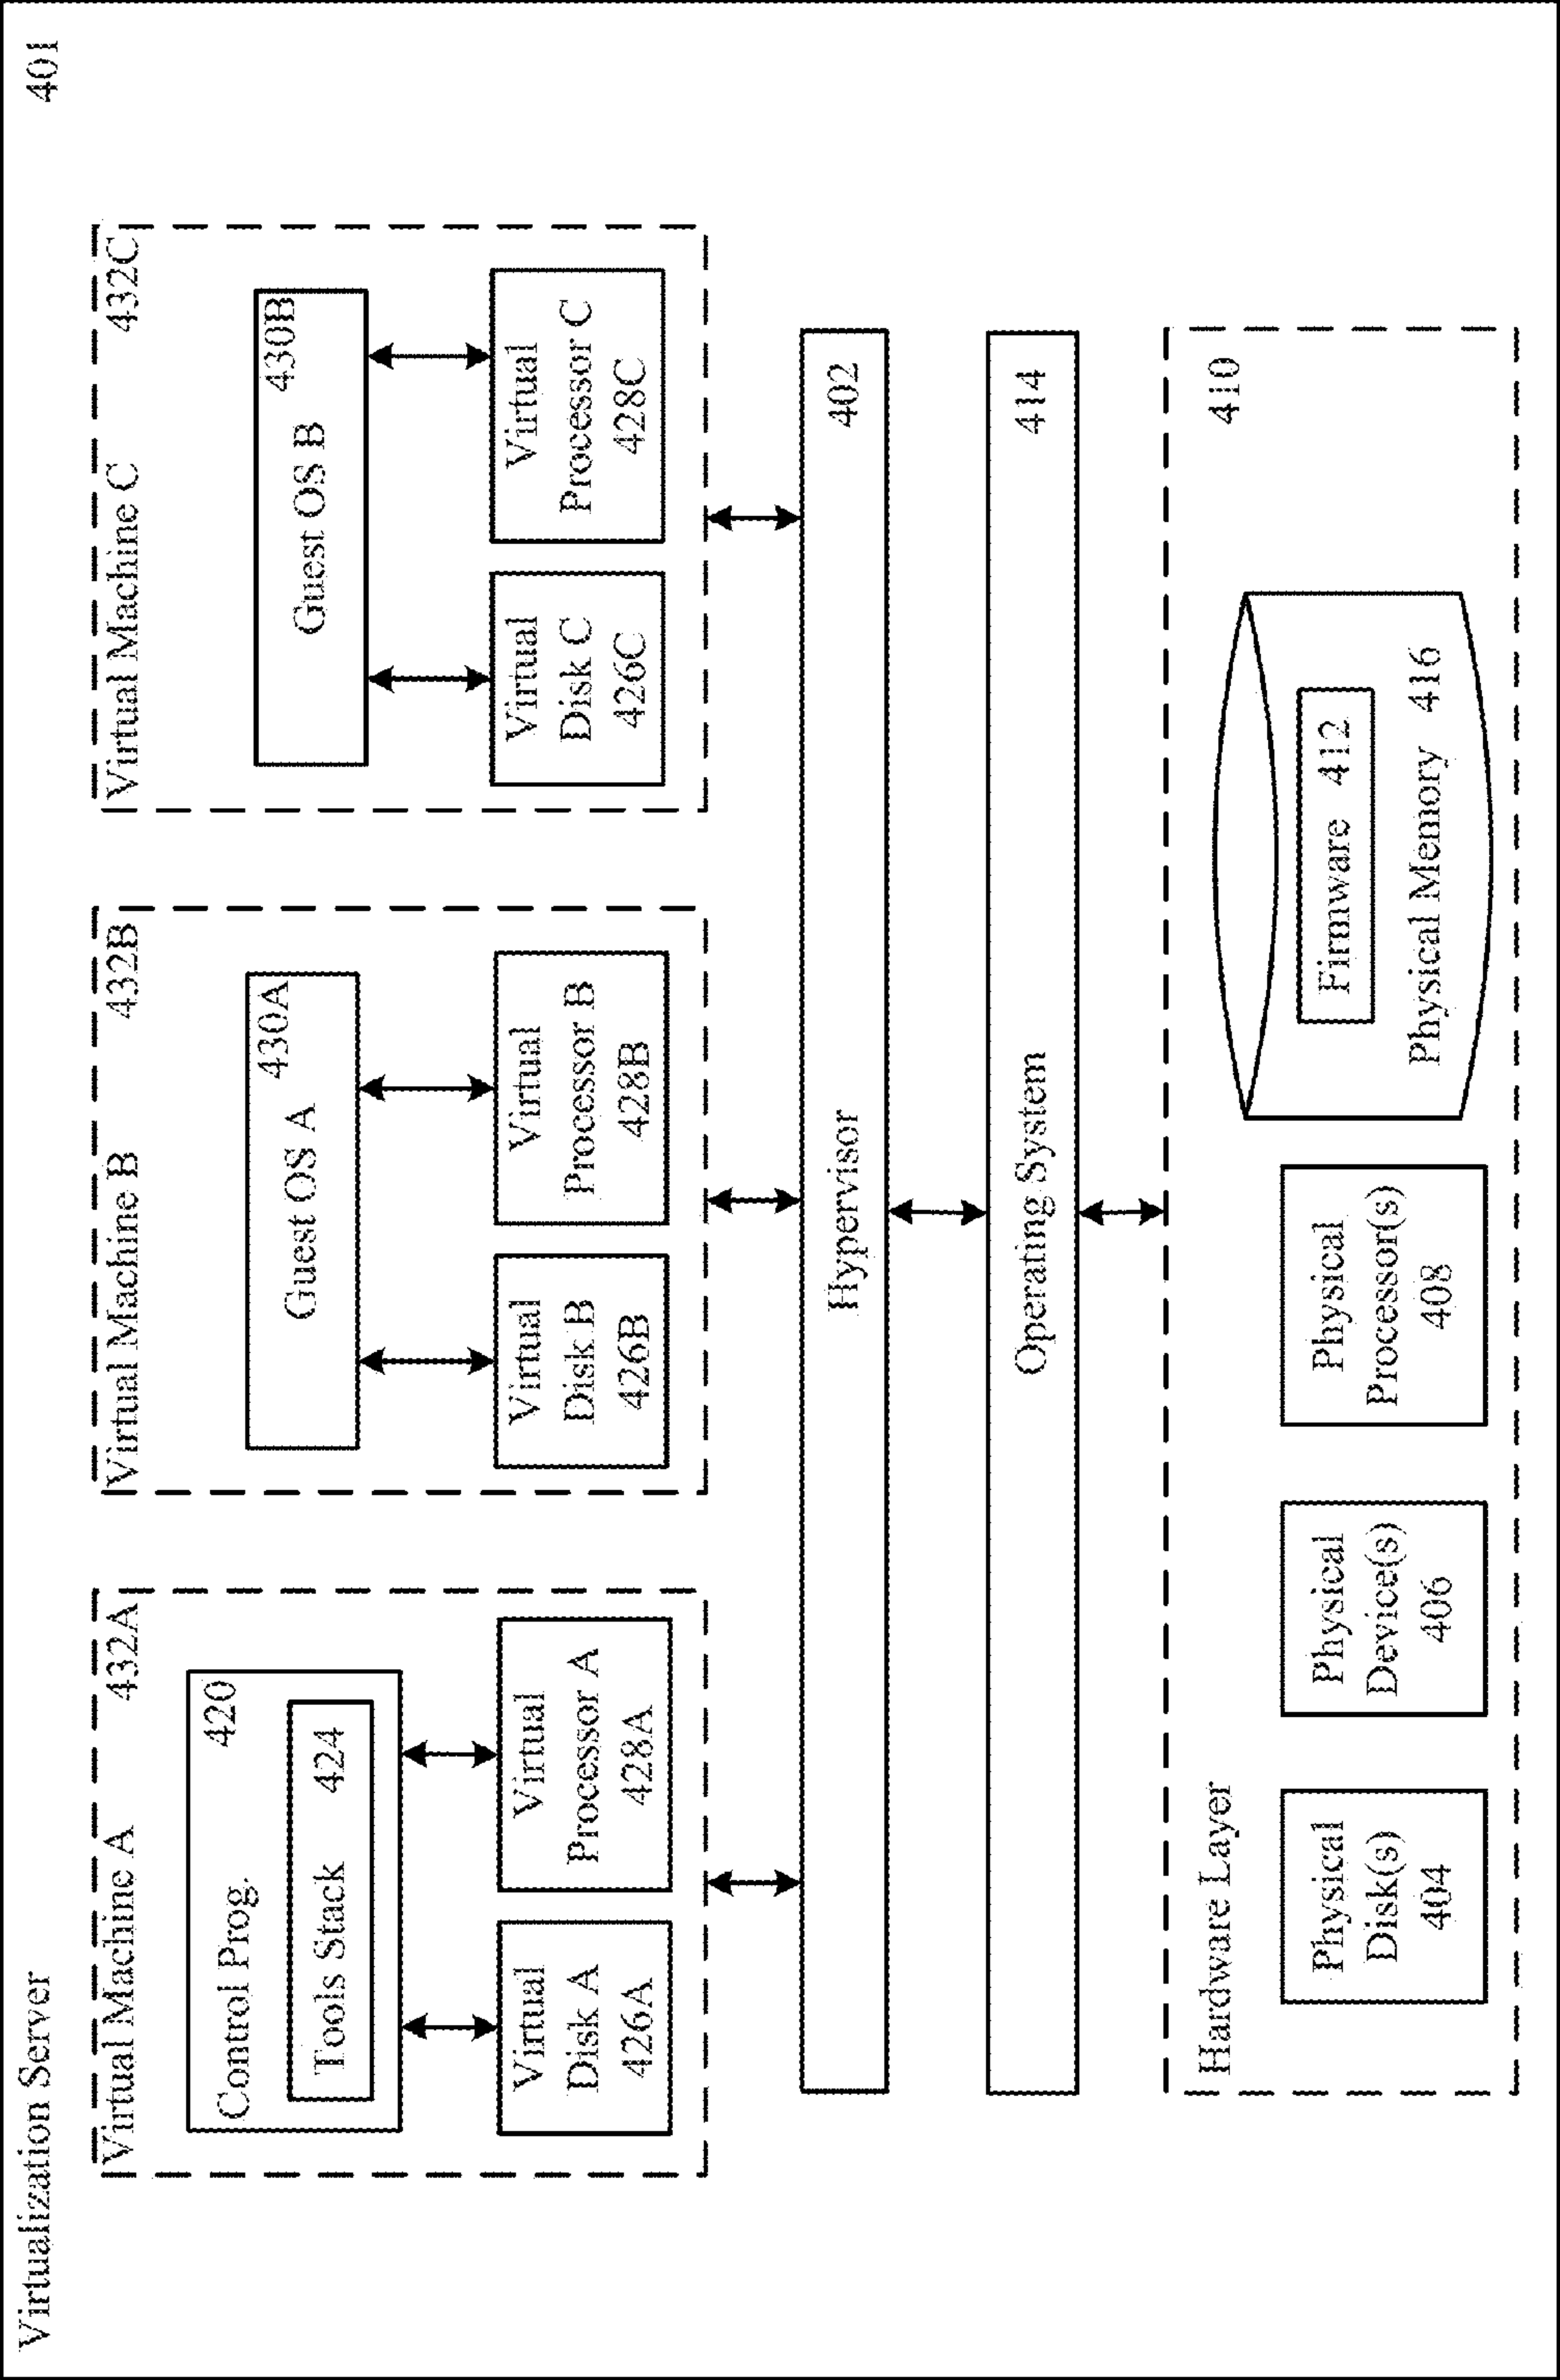 Virtualization Server 401
Virtual Machine A 432A
Control Prog. 420
Tools Stack 424
Virtual
Disk A
426A
Virtual
Processor A
428A
Virtual Machine B 432B
430A
Guest OS A
Virtual
Disk B
426B
Virtual
Processor B
428B
Virtual Machine C 432C
430B
Guest OS B
Virtual
Disk C
426C
Virtual
Processor C
428C
Hypervisor 402
Operating System 414
Hardware Layer 410
Physical
Disk(s)
404
Physical
Device(s)
406
Physical
Processor(s)
408
Firmware 412
Physical Memory 416